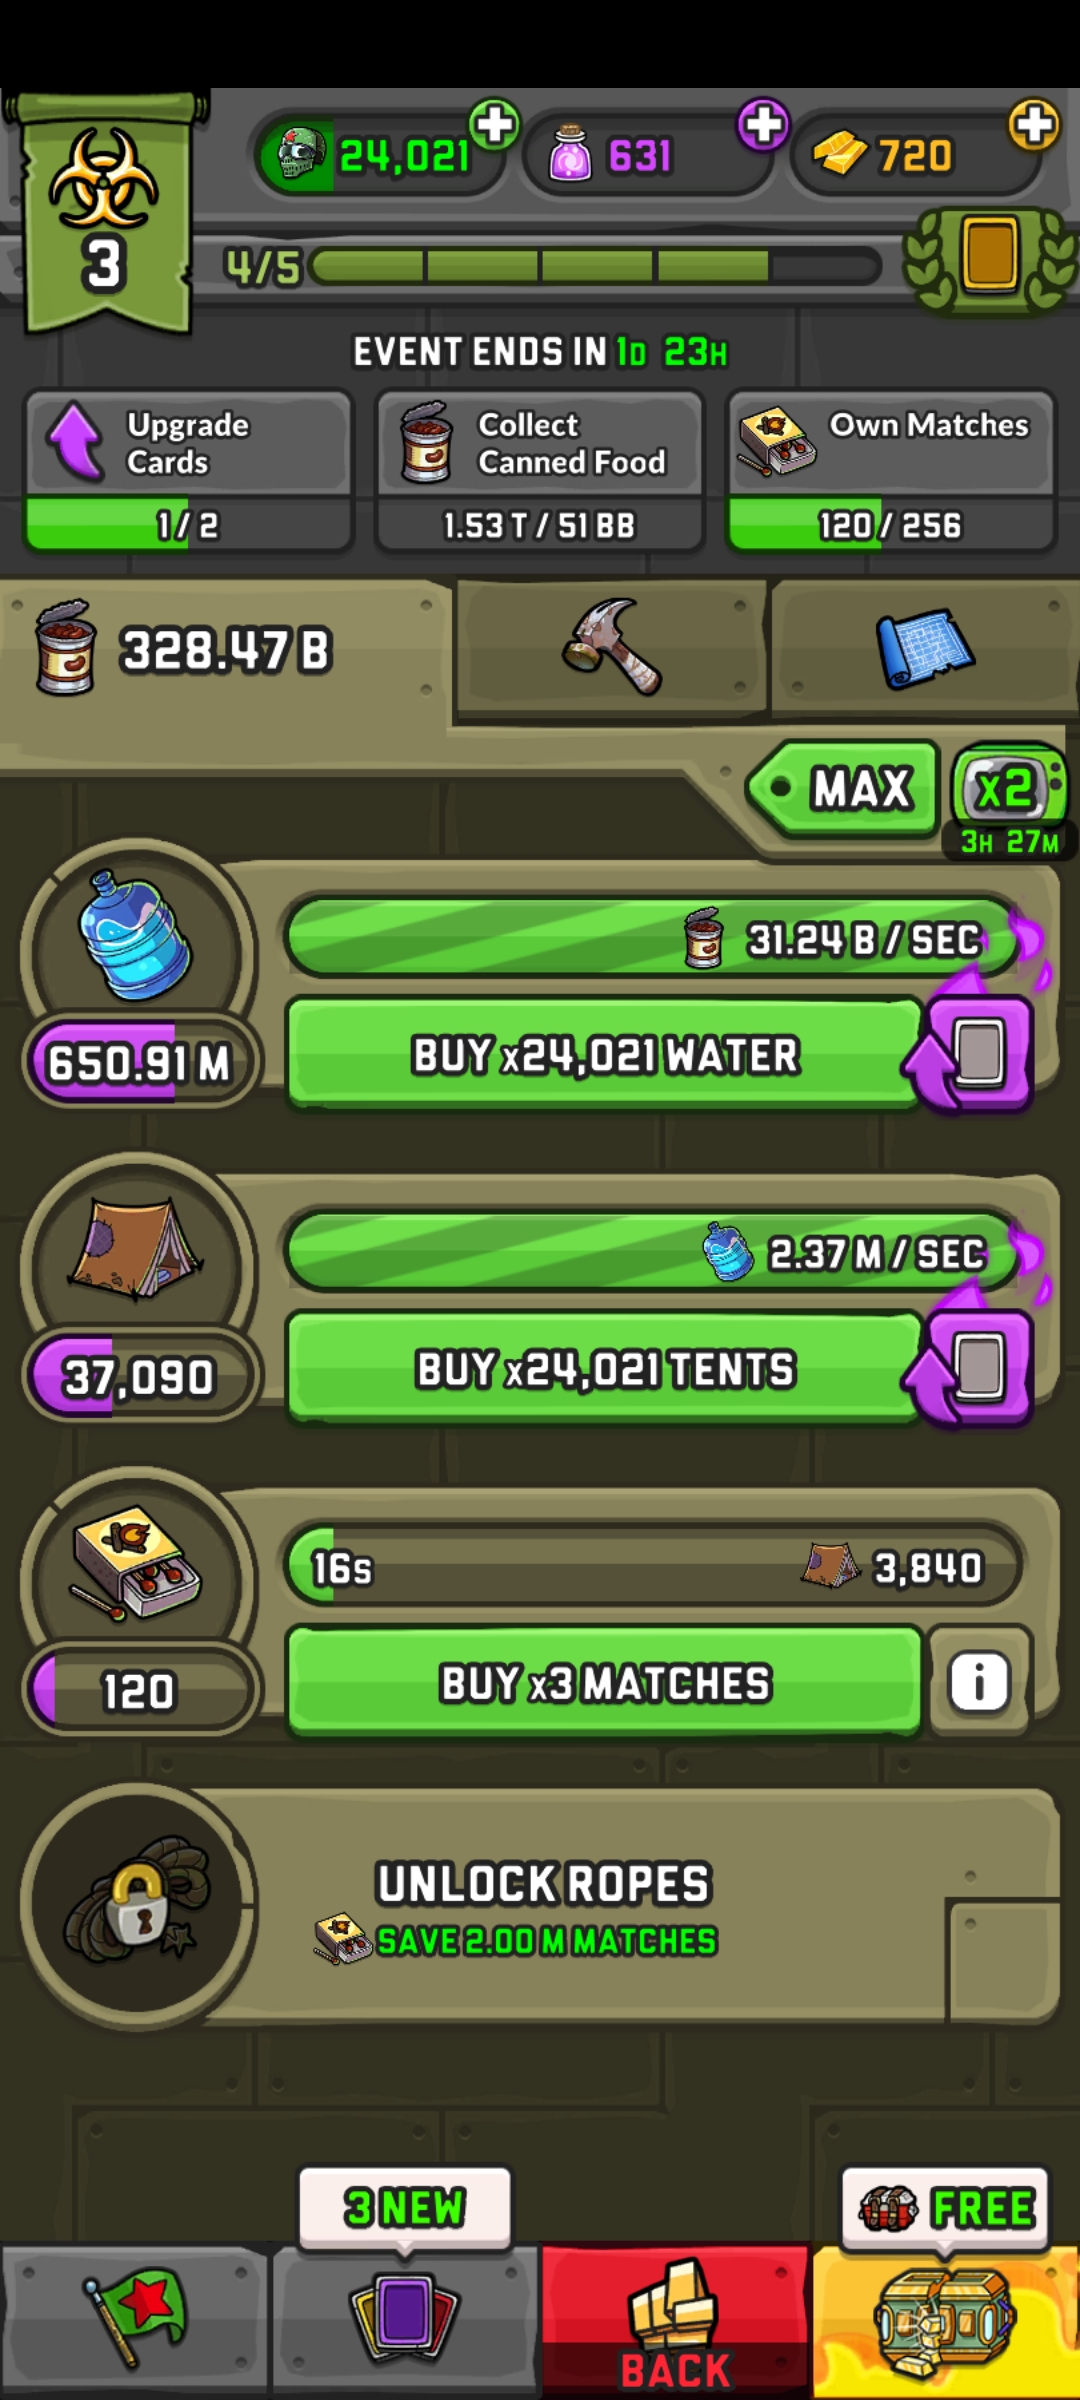 3
24,021
631
720
4/5
EVENT ENDS IN 1D 23H
Upgrade
Cards
1/2
Collect
Canned Food
1.53 T / 51 BB
Own Matches
120 / 256
328.47 B
MAX
x2
3H 27M
31.24 B / SEC
650.91 M
BUY x24,021 WATER
2.37 M / SEC
37,090
BUY x24,021 TENTS
16s
3,840
120
BUY x3 MATCHES
i
UNLOCK ROPES
SAVE 2.00 M MATCHES
3 NEW
FREE
BACK